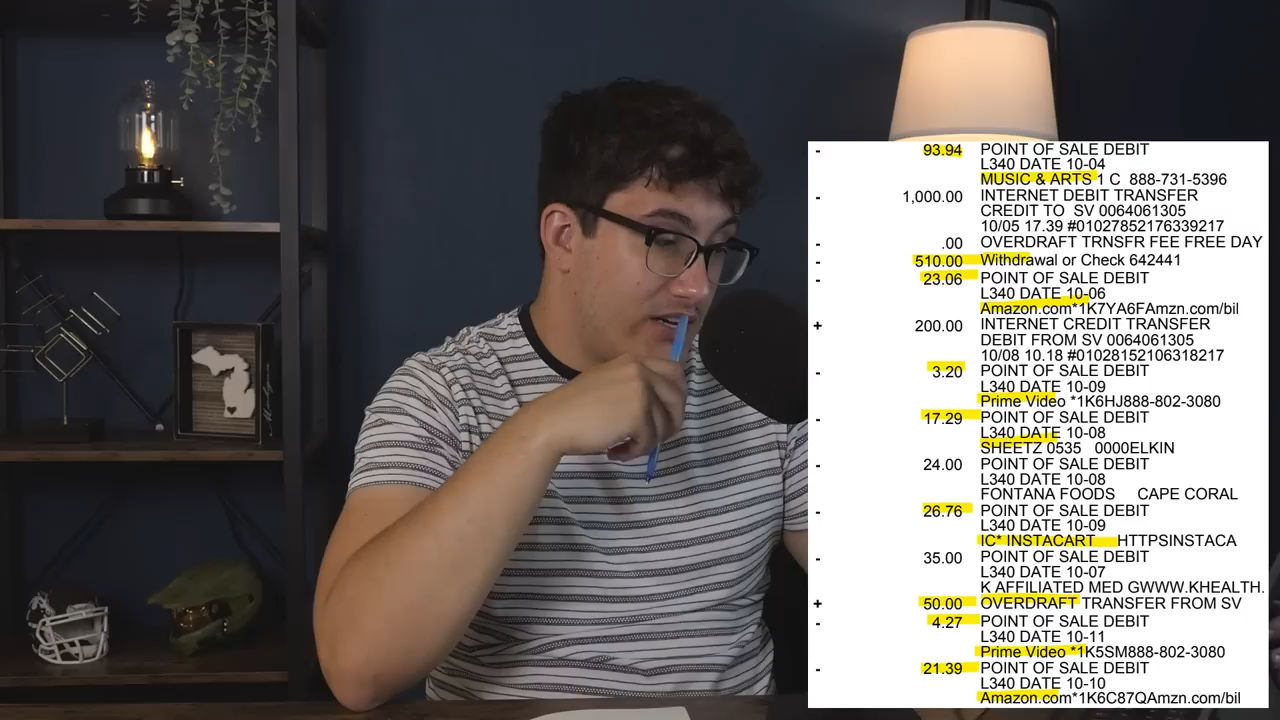 - 93.94 POINT OF SALE DEBIT
L340 DATE 10-04
MUSIC & ARTS 1 C 888-731-5396
- 1,000.00 INTERNET DEBIT TRANSFER
CREDIT TO SV 0064061305
10/05 17.39 #01027852176339217
- .00 OVERDRAFT TRNSFR FEE FREE DAY
- 510.00 Withdrawal or Check 642441
- 23.06 POINT OF SALE DEBIT
L340 DATE 10-06
Amazon.com*1K7YA6FAmzn.com/bil
+ 200.00 INTERNET CREDIT TRANSFER
DEBIT FROM SV 0064061305
10/08 10.18 #01028152106318217
- 3.20 POINT OF SALE DEBIT
L340 DATE 10-09
Prime Video *1K6HJ888-802-3080
- 17.29 POINT OF SALE DEBIT
L340 DATE 10-08
SHEETZ 0535 0000ELKIN
- 24.00 POINT OF SALE DEBIT
L340 DATE 10-08
FONTANA FOODS CAPE CORAL
- 26.76 POINT OF SALE DEBIT
L340 DATE 10-09
IC* INSTACART HTTPSINSTACA
- 35.00 POINT OF SALE DEBIT
L340 DATE 10-07
K AFFILIATED MED GWWW.KHEALTH.
+ 50.00 OVERDRAFT TRANSFER FROM SV
- 4.27 POINT OF SALE DEBIT
L340 DATE 10-11
Prime Video *1K5SM888-802-3080
- 21.39 POINT OF SALE DEBIT
L340 DATE 10-10
Amazon.com*1K6C87QAmzn.com/bil